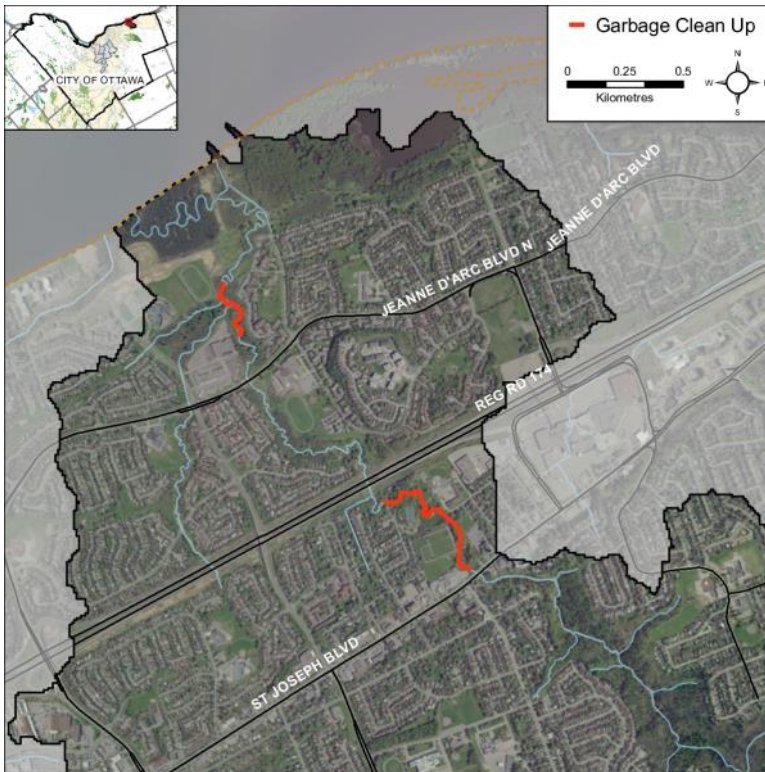 CITY OF OTTAWA
Garbage Clean Up
0 0.25 0.5
Kilometres
N
W
E
S
JEANNE D'ARC BLVD
JEANNE D'ARC BLVD N
REG RD 174
ST JOSEPH BLVD